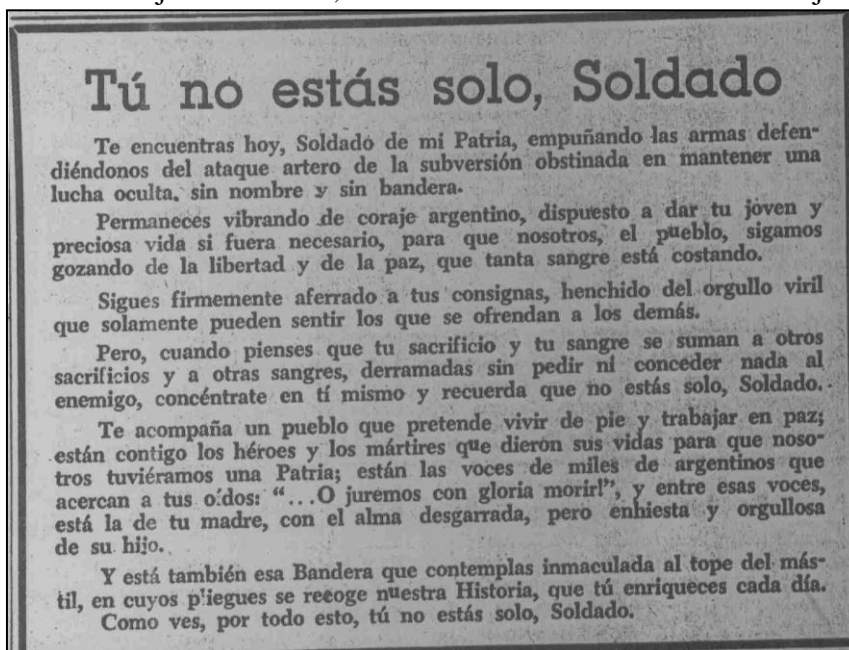 Tú no estás solo, Soldado
Te encuentras hoy, Soldado de mi Patria, empuñando las armas defen-
diéndonos del ataque artero de la subversión obstinada en mantener una
lucha oculta, sin nombre y sin bandera.
Permaneces vibrando de coraje argentino, dispuesto a dar tu joven y
preciosa vida si fuera necesario, para que nosotros, el pueblo, sigamos
gozando de la libertad y de la paz, que tanta sangre está costando.
Sigues firmemente aferrado a tus consignas, henchido del orgullo viril
que solamente pueden sentir los que se ofrendan a los demás.
Pero, cuando pienses que tu sacrificio y tu sangre se suman a otros
sacrificios y a otras sangres, derramadas sin pedir ni conceder nada al
enemigo, concéntrate en tí mismo y recuerda que no estás solo, Soldado.
Te acompaña un pueblo que pretende vivir de pie y trabajar en paz;
están contigo los héroes y los mártires que dieron sus vidas para que noso-
tros tuviéramos una Patria; están las voces de miles de argentinos que
acercan a tus oídos: "...O juremos con gloria morir!", y entre esas voces,
está la de tu madre, con el alma desgarrada, pero enhiesta y orgullosa
de su hijo.
Y está también esa Bandera que contemplas inmaculada al tope del más-
til, en cuyos pliegues se recoge nuestra Historia, que tú enriqueces cada día.
Como ves, por todo esto, tú no estás solo, Soldado.